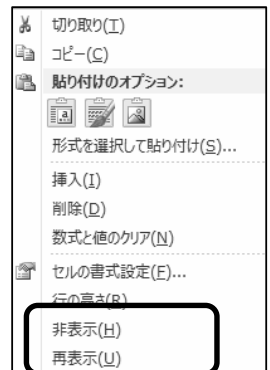 切り取り(T)
コピー(C)
貼り付けのオプション:
形式を選択して貼り付け(S)...
挿入(I)
削除(D)
数式と値のクリア(N)
セルの書式設定(F)...
行の高さ(R)...
非表示(H)
再表示(U)